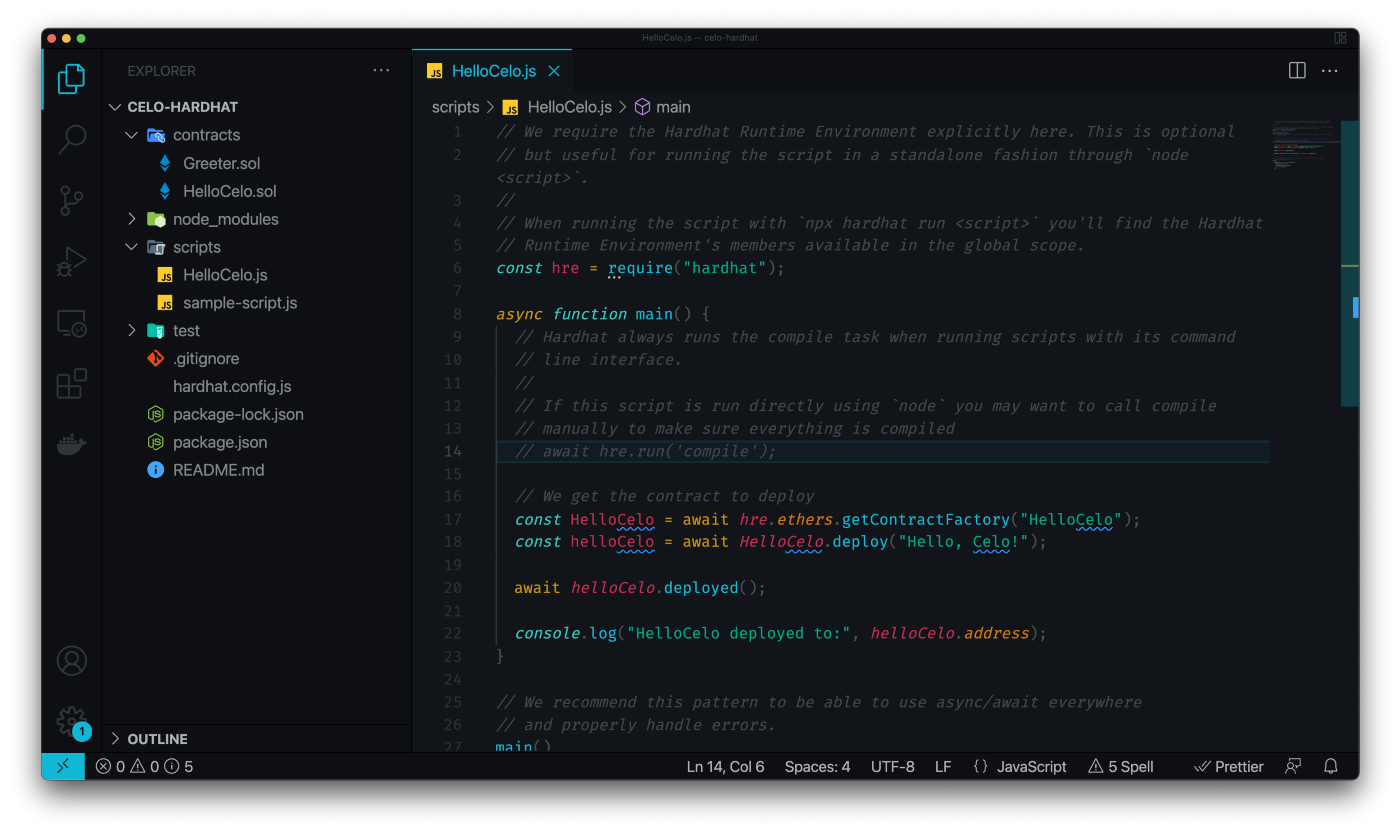 HelloCelo.js — celo-hardhat
EXPLORER
CELO-HARDHAT
contracts
Greeter.sol
HelloCelo.sol
node_modules
scripts
JS HelloCelo.js
JS sample-script.js
test
.gitignore
hardhat.config.js
JS package-lock.json
JS package.json
README.md
OUTLINE
1
JS HelloCelo.js
scripts > JS HelloCelo.js > main
1 // We require the Hardhat Runtime Environment explicitly here. This is optional
2 // but useful for running the script in a standalone fashion through `node
<script>`.
3 //
4 // When running the script with `npx hardhat run <script>` you'll find the Hardhat
5 // Runtime Environment's members available in the global scope.
6 const hre = require("hardhat");
7
8 async function main() {
9 // Hardhat always runs the compile task when running scripts with its command
10 // line interface.
11 //
12 // If this script is run directly using `node` you may want to call compile
13 // manually to make sure everything is compiled
14 // await hre.run('compile');
15
16 // We get the contract to deploy
17 const HelloCelo = await hre.ethers.getContractFactory("HelloCelo");
18 const helloCelo = await HelloCelo.deploy("Hello, Celo!");
19
20 await helloCelo.deployed();
21
22 console.log("HelloCelo deployed to:", helloCelo.address);
23 }
24
25 // We recommend this pattern to be able to use async/await everywhere
26 // and properly handle errors.
27 main()
0 0 5
Ln 14, Col 6 Spaces: 4 UTF-8 LF {} JavaScript 5 Spell Prettier